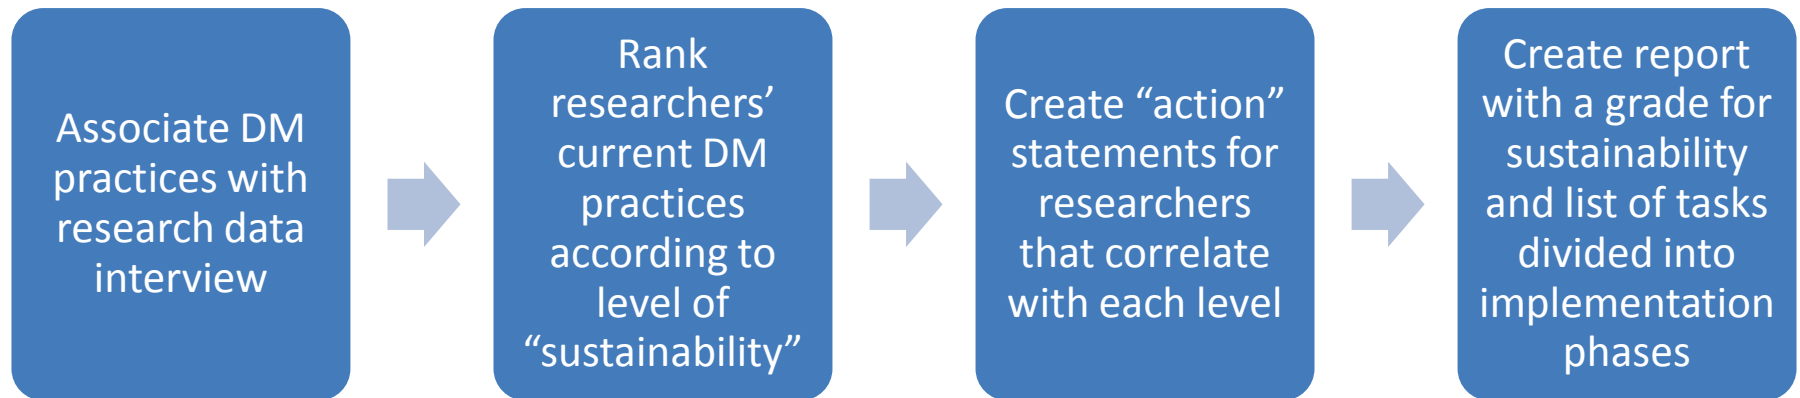 Associate DM
practices with
research data
interview
Rank
researchers’
current DM
practices
according to
level of
“sustainability”
Create “action”
statements for
researchers
that correlate
with each level
Create report
with a grade for
sustainability
and list of tasks
divided into
implementation
phases